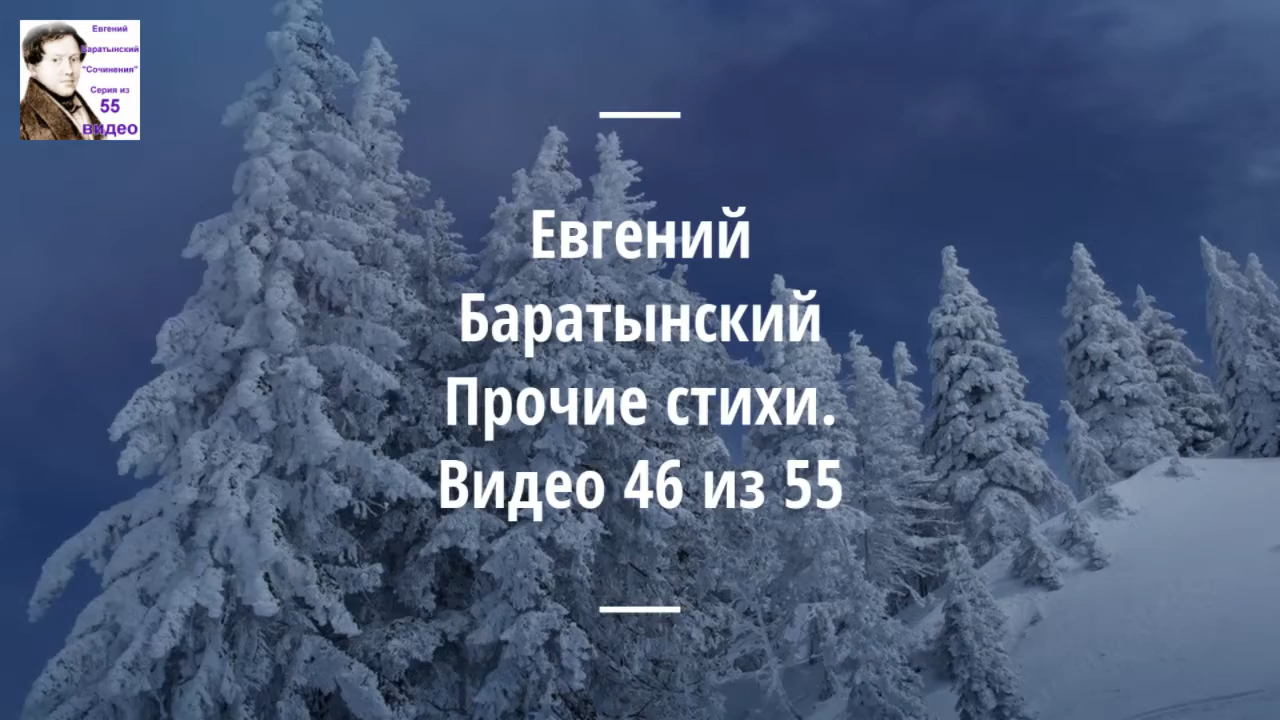 Евгений
Баратынский
"Сочинения"
Серия из
55
видео
Евгений
Баратынский
Прочие стихи.
Видео 46 из 55